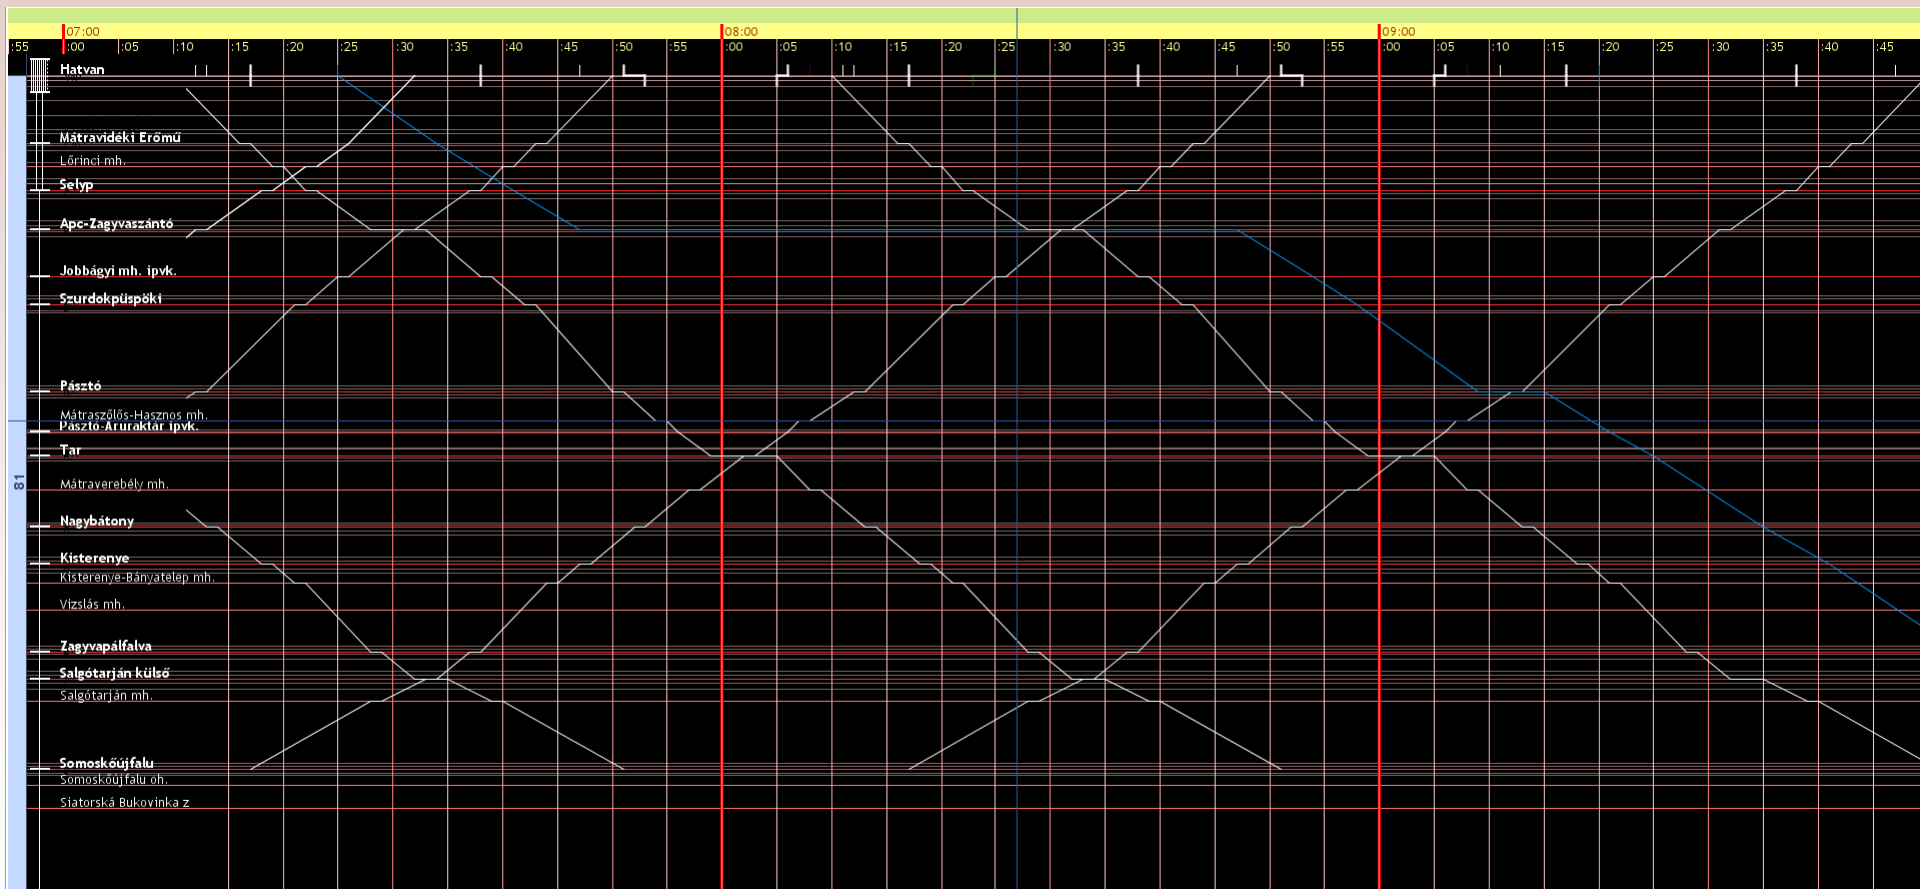 07:00 08:00 09:00
:55 :00 :05 :10 :15 :20 :25 :30 :35 :40 :45 :50 :55 :00 :05 :10 :15 :20 :25 :30 :35 :40 :45 :50 :55 :00 :05 :10 :15 :20 :25 :30 :35 :40 :45
Hatvan
Mátravidéki Erőmű
Lőrinci mh.
Selyp
Apc-Zagyvaszántó
Jobbágyi mh. ipvk.
Szurdokpüspöki
Pásztó
Mátraszőlős-Hasznos mh.
Pásztó-Áruraktár ipvk.
Tar
81
Mátraverebély mh.
Nagybátony
Kisterenye
Kisterenye-Bányatelep mh.
Vizslás mh.
Zagyvapálfalva
Salgótarján külső
Salgótarján mh.
Somoskőújfalu
Somoskőújfalu oh.
Siatorská Bukovinka z